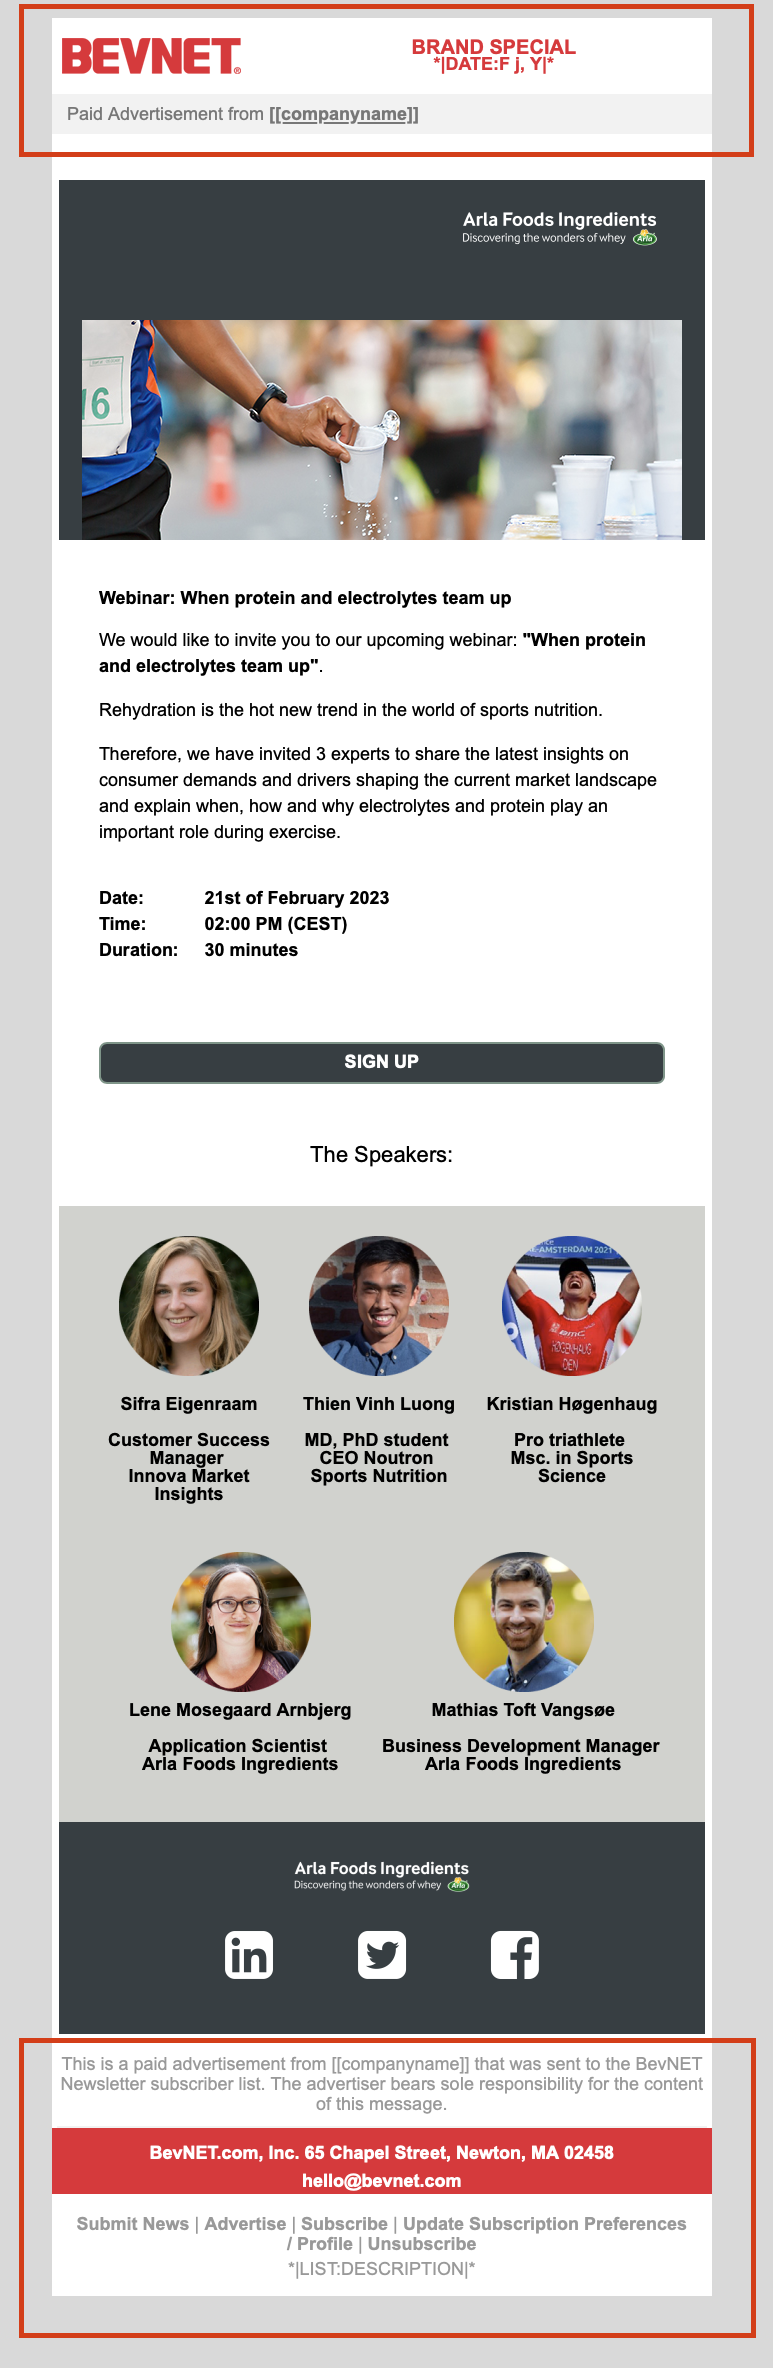 BEVNET®
BRAND SPECIAL
*|DATE:F j, Y|*
Paid Advertisement from [[companyname]]
Arla Foods Ingredients
Discovering the wonders of whey
Arla
16
Webinar: When protein and electrolytes team up
We would like to invite you to our upcoming webinar: "When protein
and electrolytes team up".
Rehydration is the hot new trend in the world of sports nutrition.
Therefore, we have invited 3 experts to share the latest insights on
consumer demands and drivers shaping the current market landscape
and explain when, how and why electrolytes and protein play an
important role during exercise.
Date: 21st of February 2023
Time: 02:00 PM (CEST)
Duration: 30 minutes
SIGN UP
The Speakers:
AMSTERDAM 2021
BMC
HØGENHAUG
DEN
Sifra Eigenraam
Customer Success
Manager
Innova Market
Insights
Thien Vinh Luong
MD, PhD student
CEO Noutron
Sports Nutrition
Kristian Høgenhaug
Pro triathlete
Msc. in Sports
Science
Lene Mosegaard Arnbjerg
Application Scientist
Arla Foods Ingredients
Mathias Toft Vangsøe
Business Development Manager
Arla Foods Ingredients
Arla Foods Ingredients
Discovering the wonders of whey
Arla
in
This is a paid advertisement from [[companyname]] that was sent to the BevNET
Newsletter subscriber list. The advertiser bears sole responsibility for the content
of this message.
BevNET.com, Inc. 65 Chapel Street, Newton, MA 02458
hello@bevnet.com
Submit News | Advertise | Subscribe | Update Subscription Preferences
/ Profile | Unsubscribe
*|LIST:DESCRIPTION|*